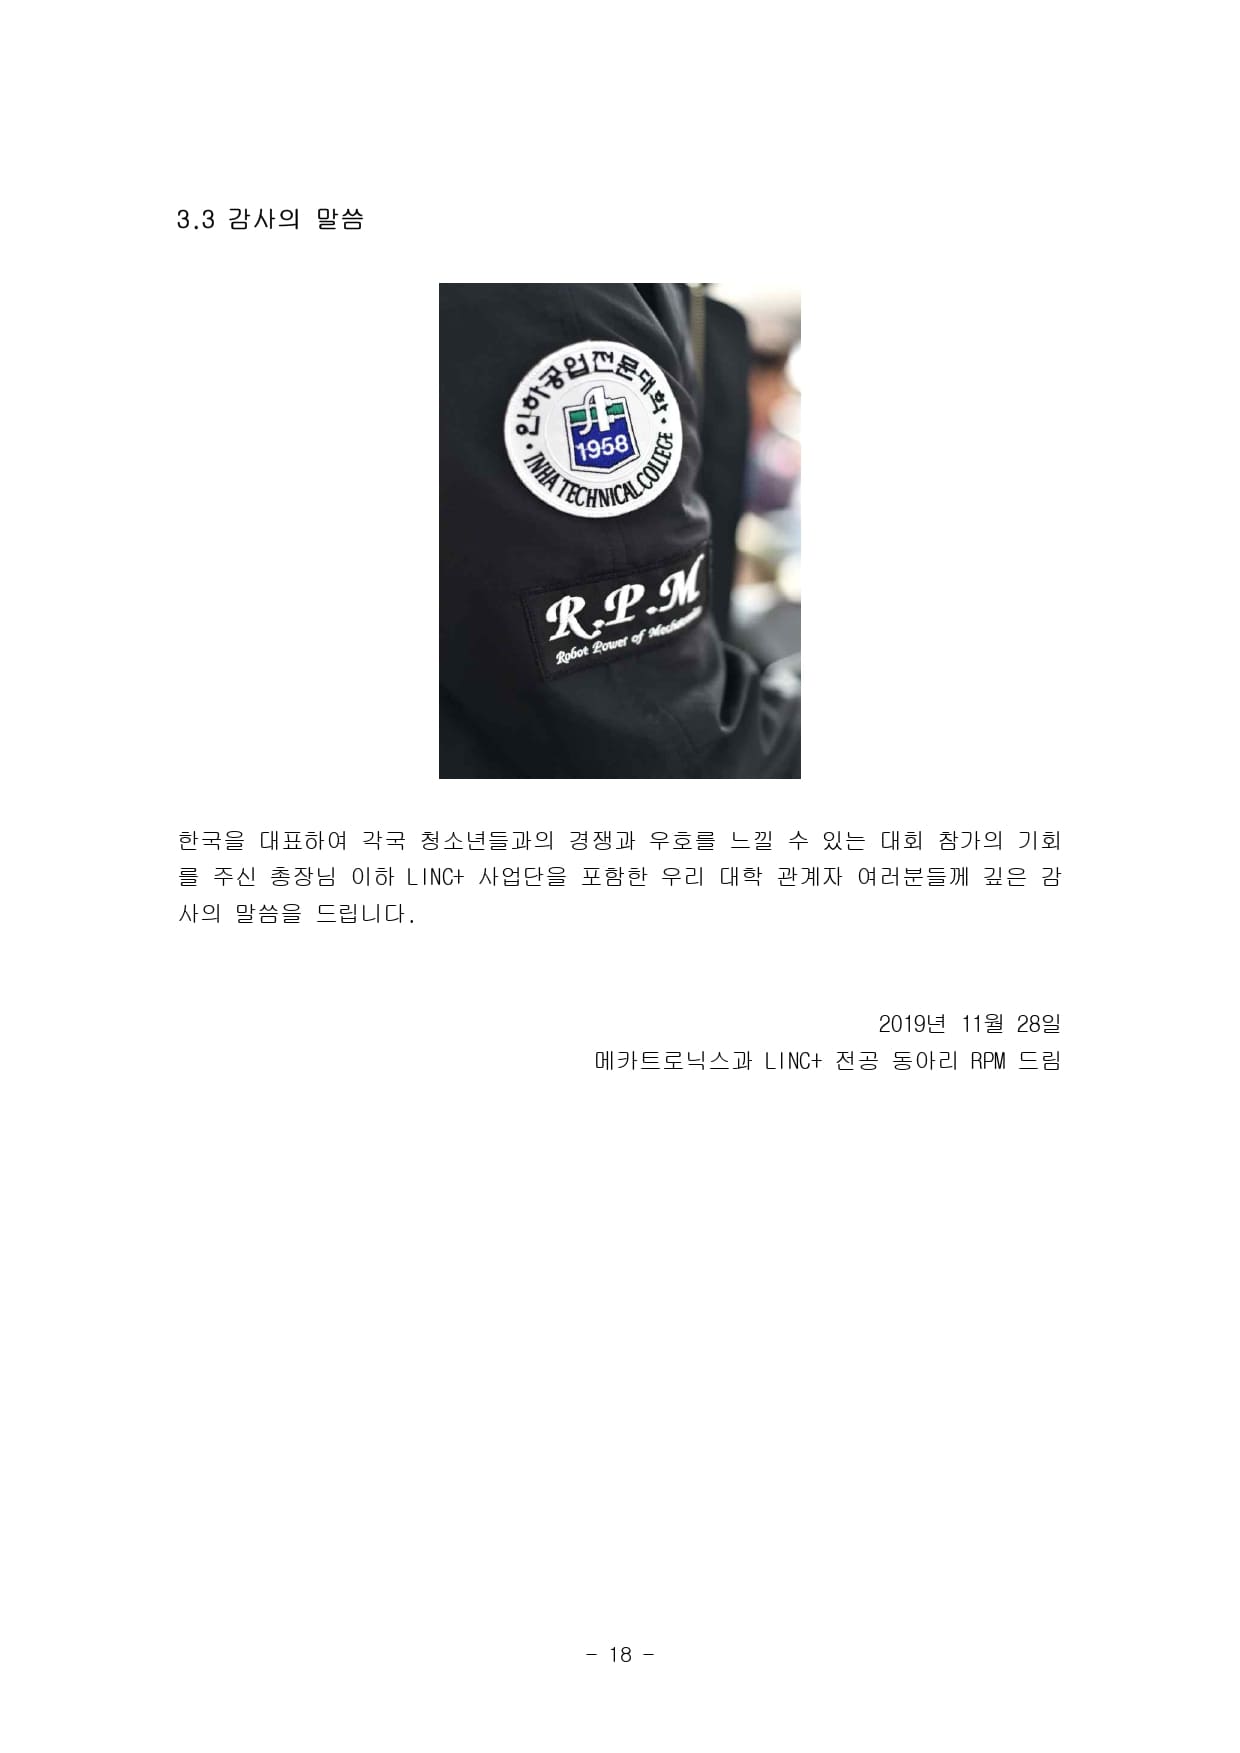 3.3 감사의 말씀
인하공업전문대학
1958
INHA TECHNICAL COLLEGE
R.P.M
Robot Power of Mechatronics
한국을 대표하여 각국 청소년들과의 경쟁과 우호를 느낄 수 있는 대회 참가의 기회
를 주신 총장님 이하 LINC+ 사업단을 포함한 우리 대학 관계자 여러분들께 깊은 감
사의 말씀을 드립니다.
2019년 11월 28일
메카트로닉스과 LINC+ 전공 동아리 RPM 드림
- 18 -